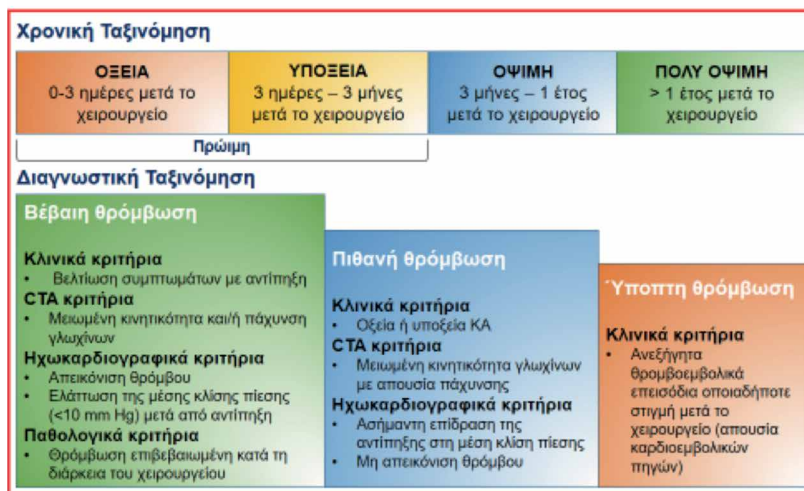 Χρονική Ταξινόμηση
ΟΞΕΙΑ
0-3 ημέρες μετά το
χειρουργείο
ΥΠΟΞΕΙΑ
3 ημέρες – 3 μήνες
μετά το χειρουργείο
ΟΨΙΜΗ
3 μήνες – 1 έτος
μετά το χειρουργείο
ΠΟΛΥ ΟΨΙΜΗ
> 1 έτος μετά το
χειρουργείο
Πρώιμη
Διαγνωστική Ταξινόμηση
Βέβαιη θρόμβωση
Κλινικά κριτήρια
• Βελτίωση συμπτωμάτων με αντίπηξη
CTA κριτήρια
• Μειωμένη κινητικότητα και/ή πάχυνση
γλωχίνων
Ηχωκαρδιογραφικά κριτήρια
• Απεικόνιση θρόμβου
• Ελάττωση της μέσης κλίσης πίεσης
(<10 mm Hg) μετά από αντίπηξη
Παθολογικά κριτήρια
• Θρόμβωση επιβεβαιωμένη κατά τη
διάρκεια του χειρουργείου
Πιθανή θρόμβωση
Κλινικά κριτήρια
• Οξεία ή υποξεία ΚΑ
CTA κριτήρια
• Μειωμένη κινητικότητα γλωχίνων
με απουσία πάχυνσης
Ηχωκαρδιογραφικά κριτήρια
• Ασήμαντη επίδραση της
αντίπηξης στη μέση κλίση πίεσης
• Μη απεικόνιση θρόμβου
Ύποπτη θρόμβωση
Κλινικά κριτήρια
• Ανεξήγητα
θρομβοεμβολικά
επεισόδια οποιαδήποτε
στιγμή μετά το
χειρουργείο (απουσία
καρδιοεμβολικών
πηγών)